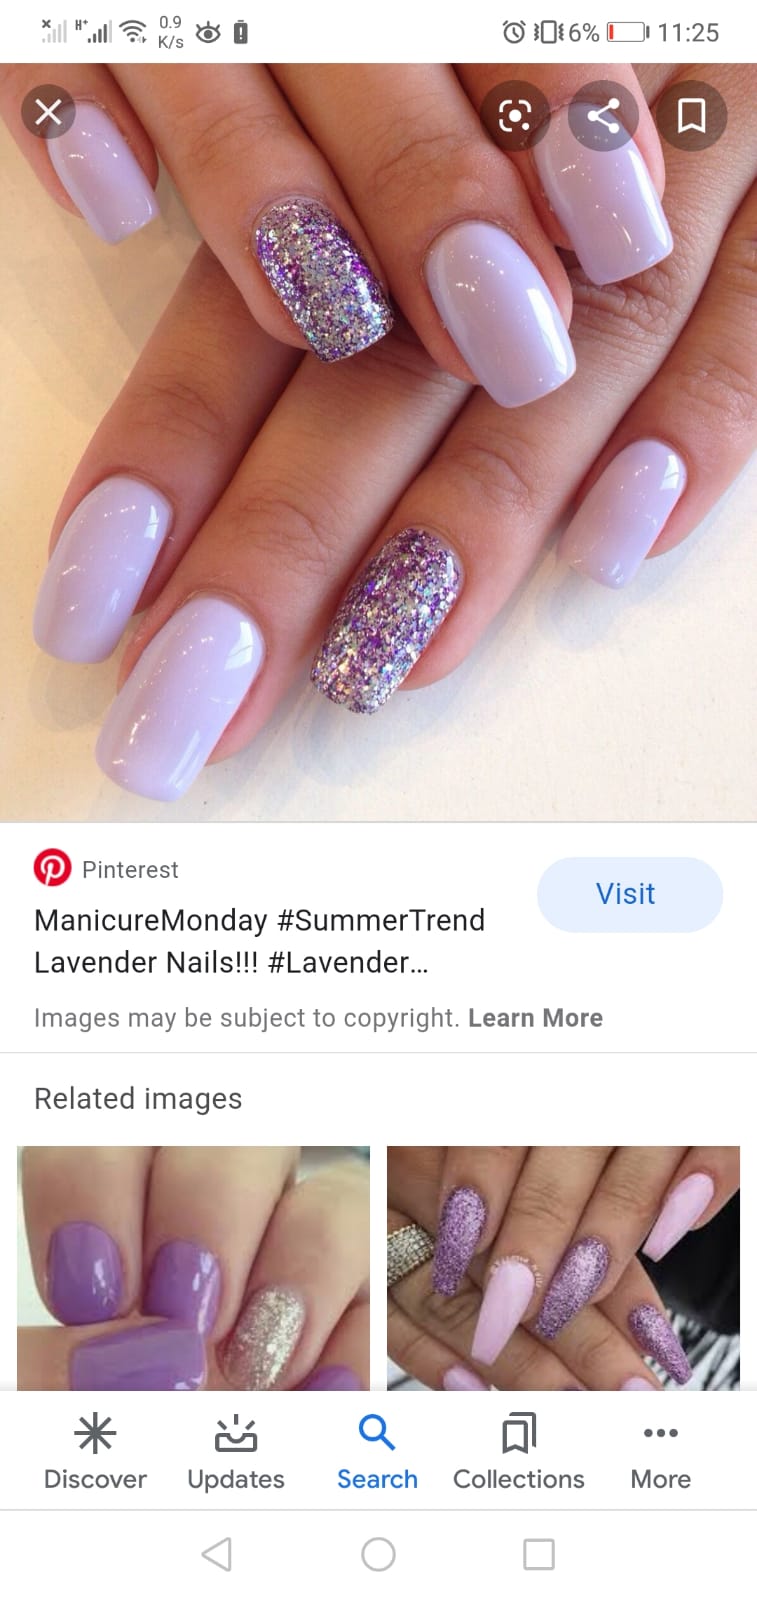 0.9
K/s
H+
6%
11:25
Pinterest
ManicureMonday #SummerTrend
Lavender Nails!!! #Lavender...
Visit
Images may be subject to copyright. Learn More
Related images
Discover
Updates
Search
Collections
More